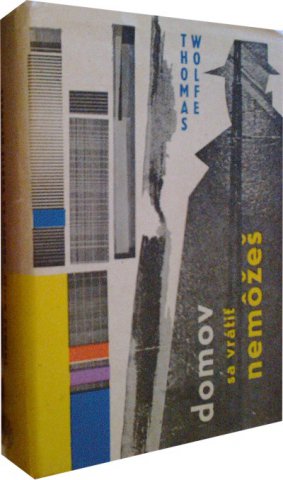 THOMAS
WOLFE
domov
sa vrátiť
nemôžeš